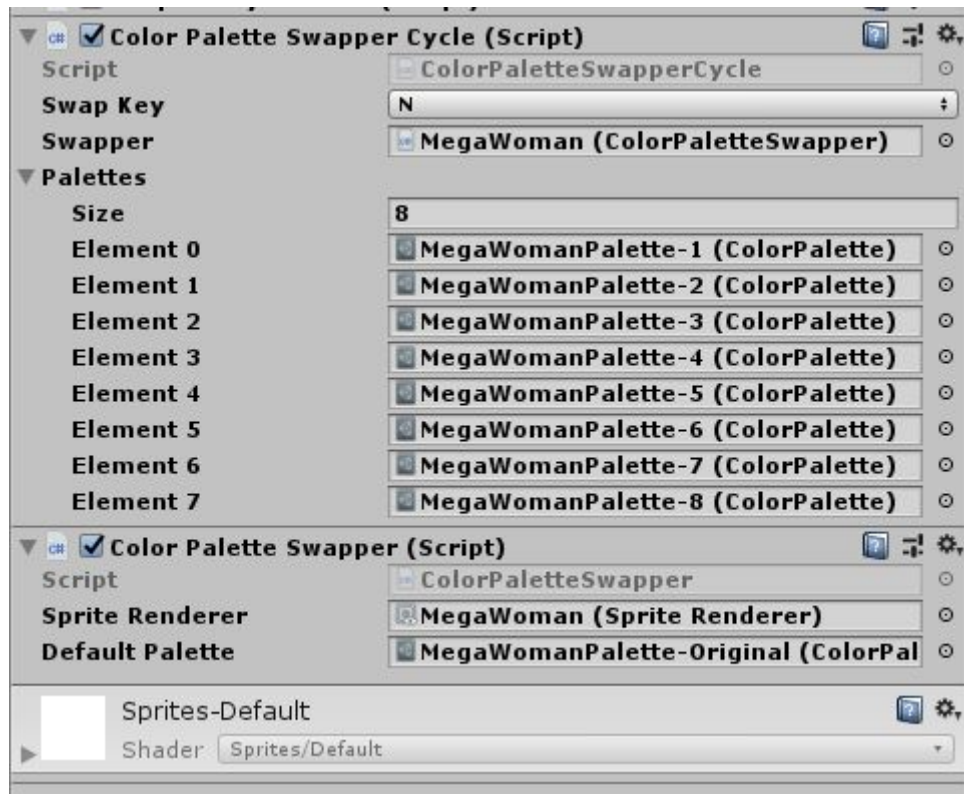 Color Palette Swapper Cycle (Script)
Script ColorPaletteSwapperCycle
Swap Key N
Swapper MegaWoman (ColorPaletteSwapper)
Palettes
Size 8
Element 0 MegaWomanPalette-1 (ColorPalette)
Element 1 MegaWomanPalette-2 (ColorPalette)
Element 2 MegaWomanPalette-3 (ColorPalette)
Element 3 MegaWomanPalette-4 (ColorPalette)
Element 4 MegaWomanPalette-5 (ColorPalette)
Element 5 MegaWomanPalette-6 (ColorPalette)
Element 6 MegaWomanPalette-7 (ColorPalette)
Element 7 MegaWomanPalette-8 (ColorPalette)
Color Palette Swapper (Script)
Script ColorPaletteSwapper
Sprite Renderer MegaWoman (Sprite Renderer)
Default Palette MegaWomanPalette-Original (ColorPal
Sprites-Default
Shader Sprites/Default